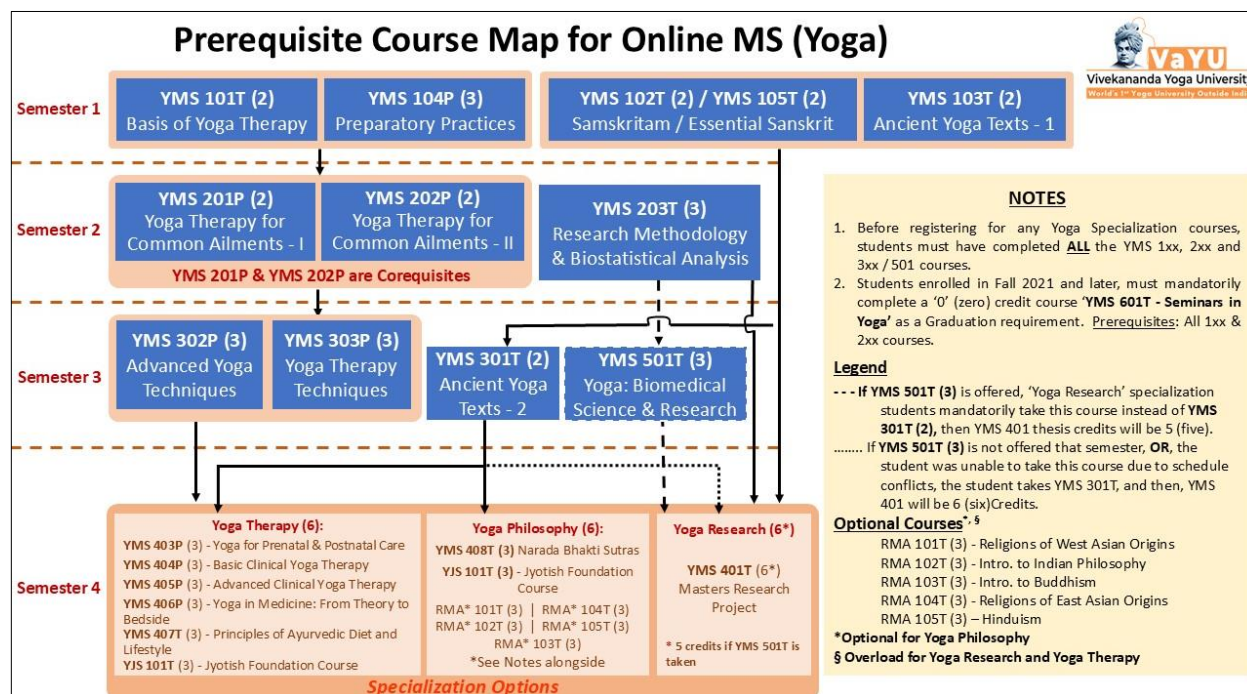 Prerequisite Course Map for Online MS (Yoga)
VaYU
Vivekananda Yoga University
World's 1st Yoga University Outside India
Semester 1
YMS 101T (2)
Basis of Yoga Therapy
YMS 104P (3)
Preparatory Practices
YMS 102T (2) / YMS 105T (2)
Samskritam / Essential Sanskrit
YMS 103T (2)
Ancient Yoga Texts - 1
Semester 2
YMS 201P (2)
Yoga Therapy for
Common Ailments - I
YMS 202P (2)
Yoga Therapy for
Common Ailments - II
YMS 201P & YMS 202P are Corequisites
YMS 203T (3)
Research Methodology
& Biostatistical Analysis
Semester 3
YMS 302P (3)
Advanced Yoga
Techniques
YMS 303P (3)
Yoga Therapy
Techniques
YMS 301T (2)
Ancient Yoga
Texts - 2
YMS 501T (3)
Yoga: Biomedical
Science & Research
Semester 4
Yoga Therapy (6):
YMS 403P (3) - Yoga for Prenatal & Postnatal Care
YMS 404P (3) - Basic Clinical Yoga Therapy
YMS 405P (3) - Advanced Clinical Yoga Therapy
YMS 406P (3) - Yoga in Medicine: From Theory to
Bedside
YMS 407T (3) - Principles of Ayurvedic Diet and
Lifestyle
YJS 101T (3) - Jyotish Foundation Course
Yoga Philosophy (6):
YMS 408T (3) Narada Bhakti Sutras
YJS 101T (3) - Jyotish Foundation
Course
RMA* 101T (3) | RMA* 104T (3)
RMA* 102T (3) | RMA* 105T (3)
RMA* 103T (3)
*See Notes alongside
Yoga Research (6*)
YMS 401T (6*)
Masters Research
Project
* 5 credits if YMS 501T is
taken
Specialization Options
NOTES
1. Before registering for any Yoga Specialization courses,
students must have completed ALL the YMS 1xx, 2xx and
3xx / 501 courses.
2. Students enrolled in Fall 2021 and later, must mandatorily
complete a '0' (zero) credit course 'YMS 601T - Seminars in
Yoga' as a Graduation requirement. Prerequisites: All 1xx &
2xx courses.
Legend
- - - If YMS 501T (3) is offered, 'Yoga Research' specialization
students mandatorily take this course instead of YMS
301T (2), then YMS 401 thesis credits will be 5 (five).
........ If YMS 501T (3) is not offered that semester, OR, the
student was unable to take this course due to schedule
conflicts, the student takes YMS 301T, and then, YMS
401 will be 6 (six)Credits.
Optional Courses*, §
RMA 101T (3) - Religions of West Asian Origins
RMA 102T (3) - Intro. to Indian Philosophy
RMA 103T (3) - Intro. to Buddhism
RMA 104T (3) - Religions of East Asian Origins
RMA 105T (3) – Hinduism
*Optional for Yoga Philosophy
§ Overload for Yoga Research and Yoga Therapy